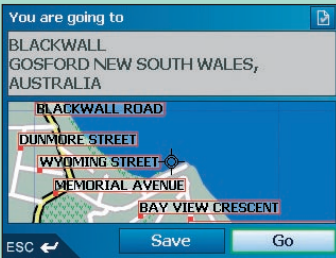 You are going to
BLACKWALL
GOSFORD NEW SOUTH WALES,
AUSTRALIA
BLACKWALL ROAD
DUNMORE STREET
WYOMING STREET
MEMORIAL AVENUE
BAY VIEW CRESCENT
ESC
Save
Go